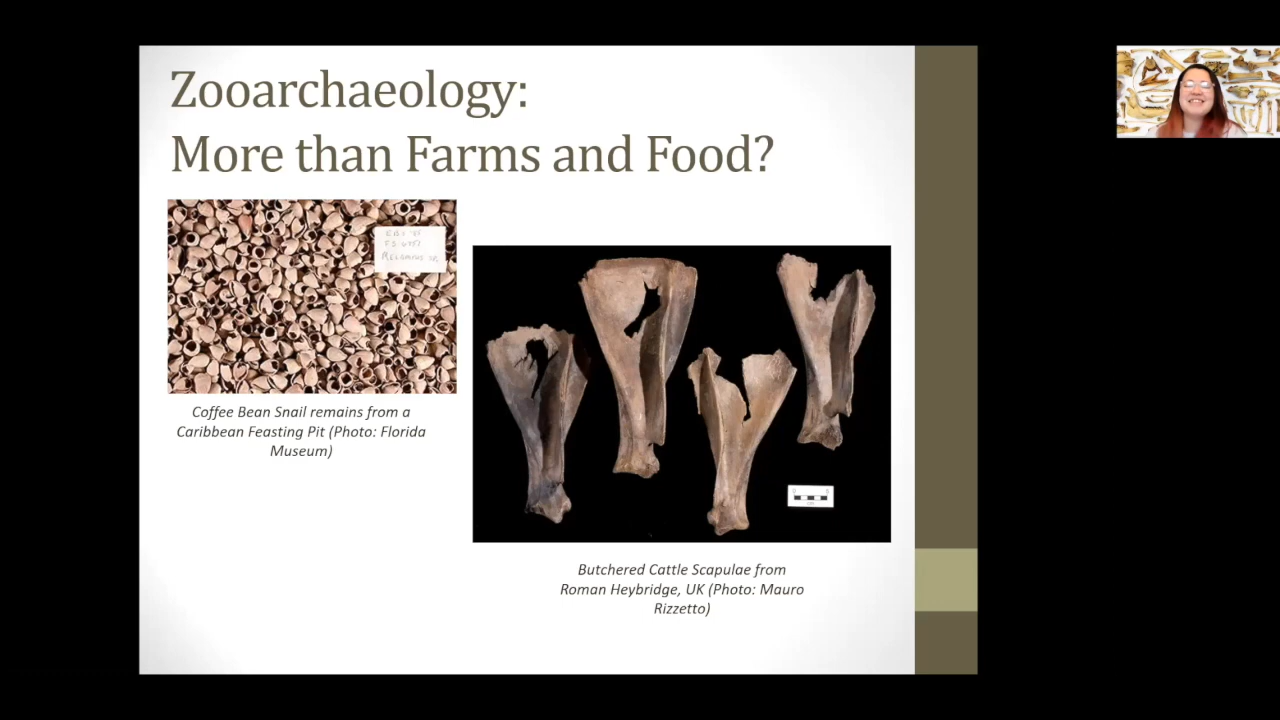 Zooarchaeology:
More than Farms and Food?
Coffee Bean Snail remains from a
Caribbean Feasting Pit (Photo: Florida
Museum)
Butchered Cattle Scapulae from
Roman Heybridge, UK (Photo: Mauro
Rizzetto)